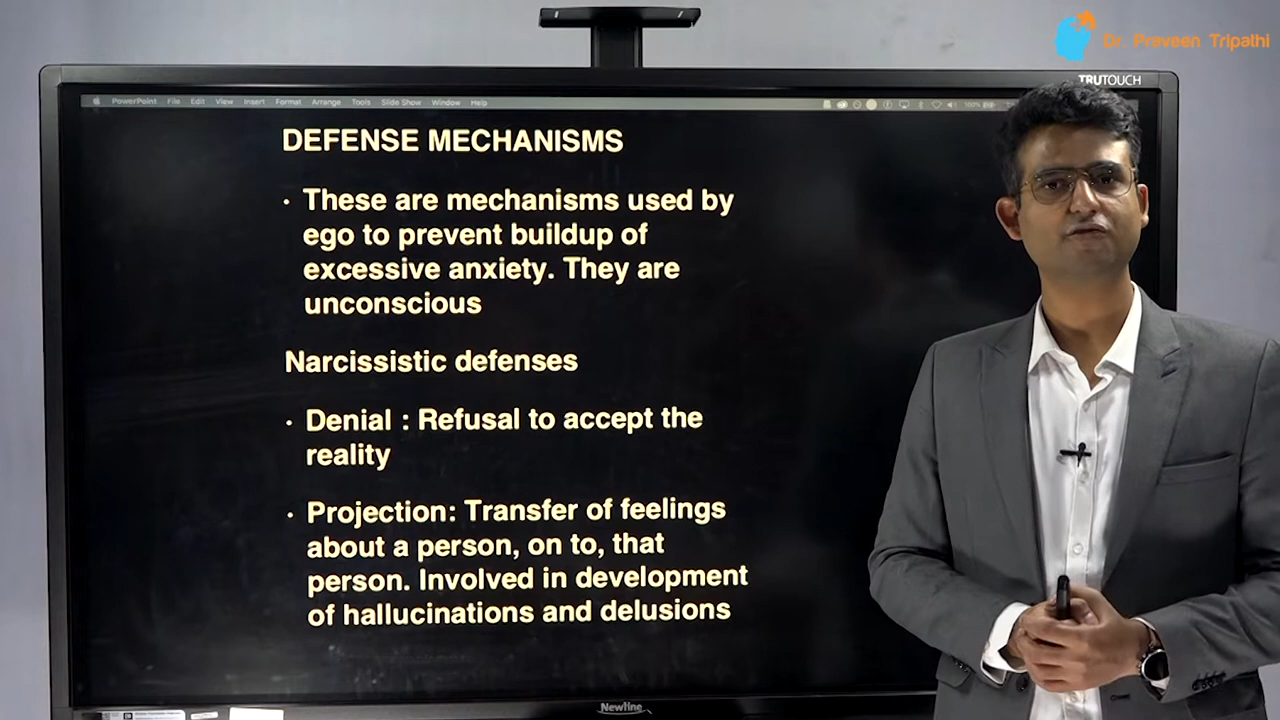 Dr. Praveen Tripathi
TRUTOUCH
PowerPoint File Edit View Insert Format Arrange Tools Slide Show Window Help
100%
DEFENSE MECHANISMS
• These are mechanisms used by
ego to prevent buildup of
excessive anxiety. They are
unconscious
Narcissistic defenses
• Denial : Refusal to accept the
reality
• Projection: Transfer of feelings
about a person, on to, that
person. Involved in development
of hallucinations and delusions
Newline